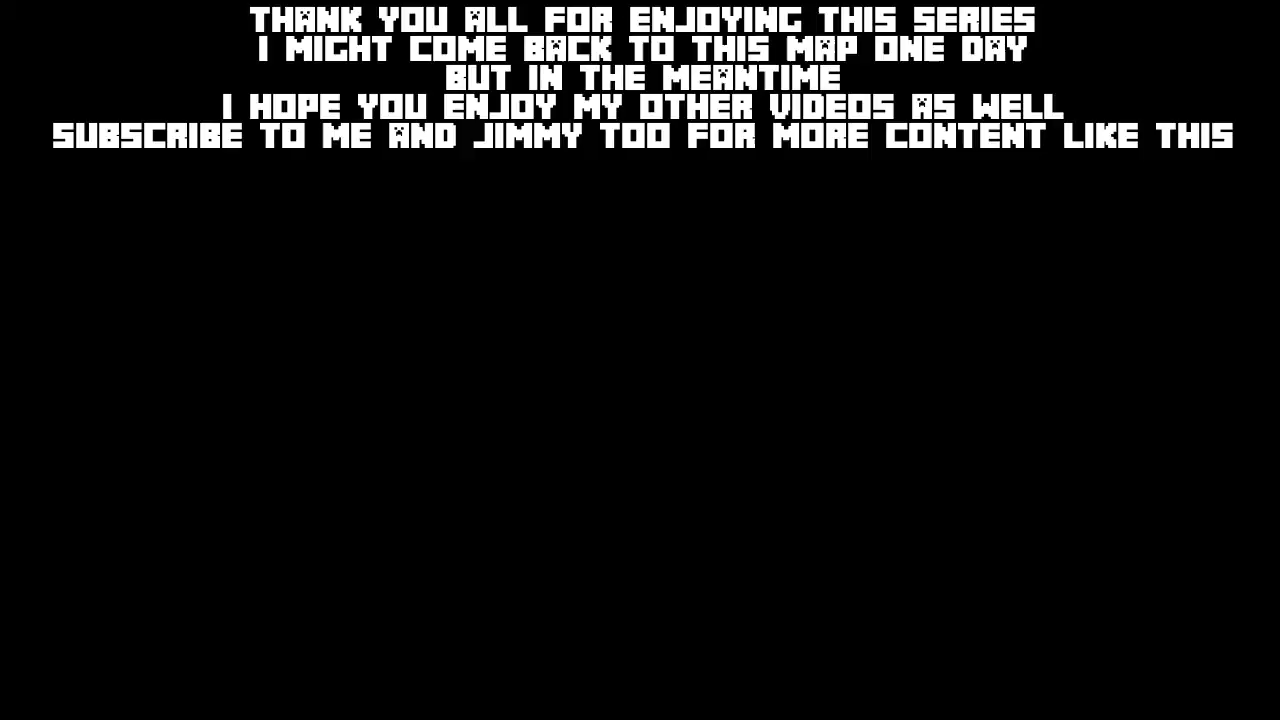 THANK YOU ALL FOR ENJOYING THIS SERIES
I MIGHT COME BACK TO THIS MAP ONE DAY
BUT IN THE MEANTIME
I HOPE YOU ENJOY MY OTHER VIDEOS AS WELL
SUBSCRIBE TO ME AND JIMMY TOO FOR MORE CONTENT LIKE THIS